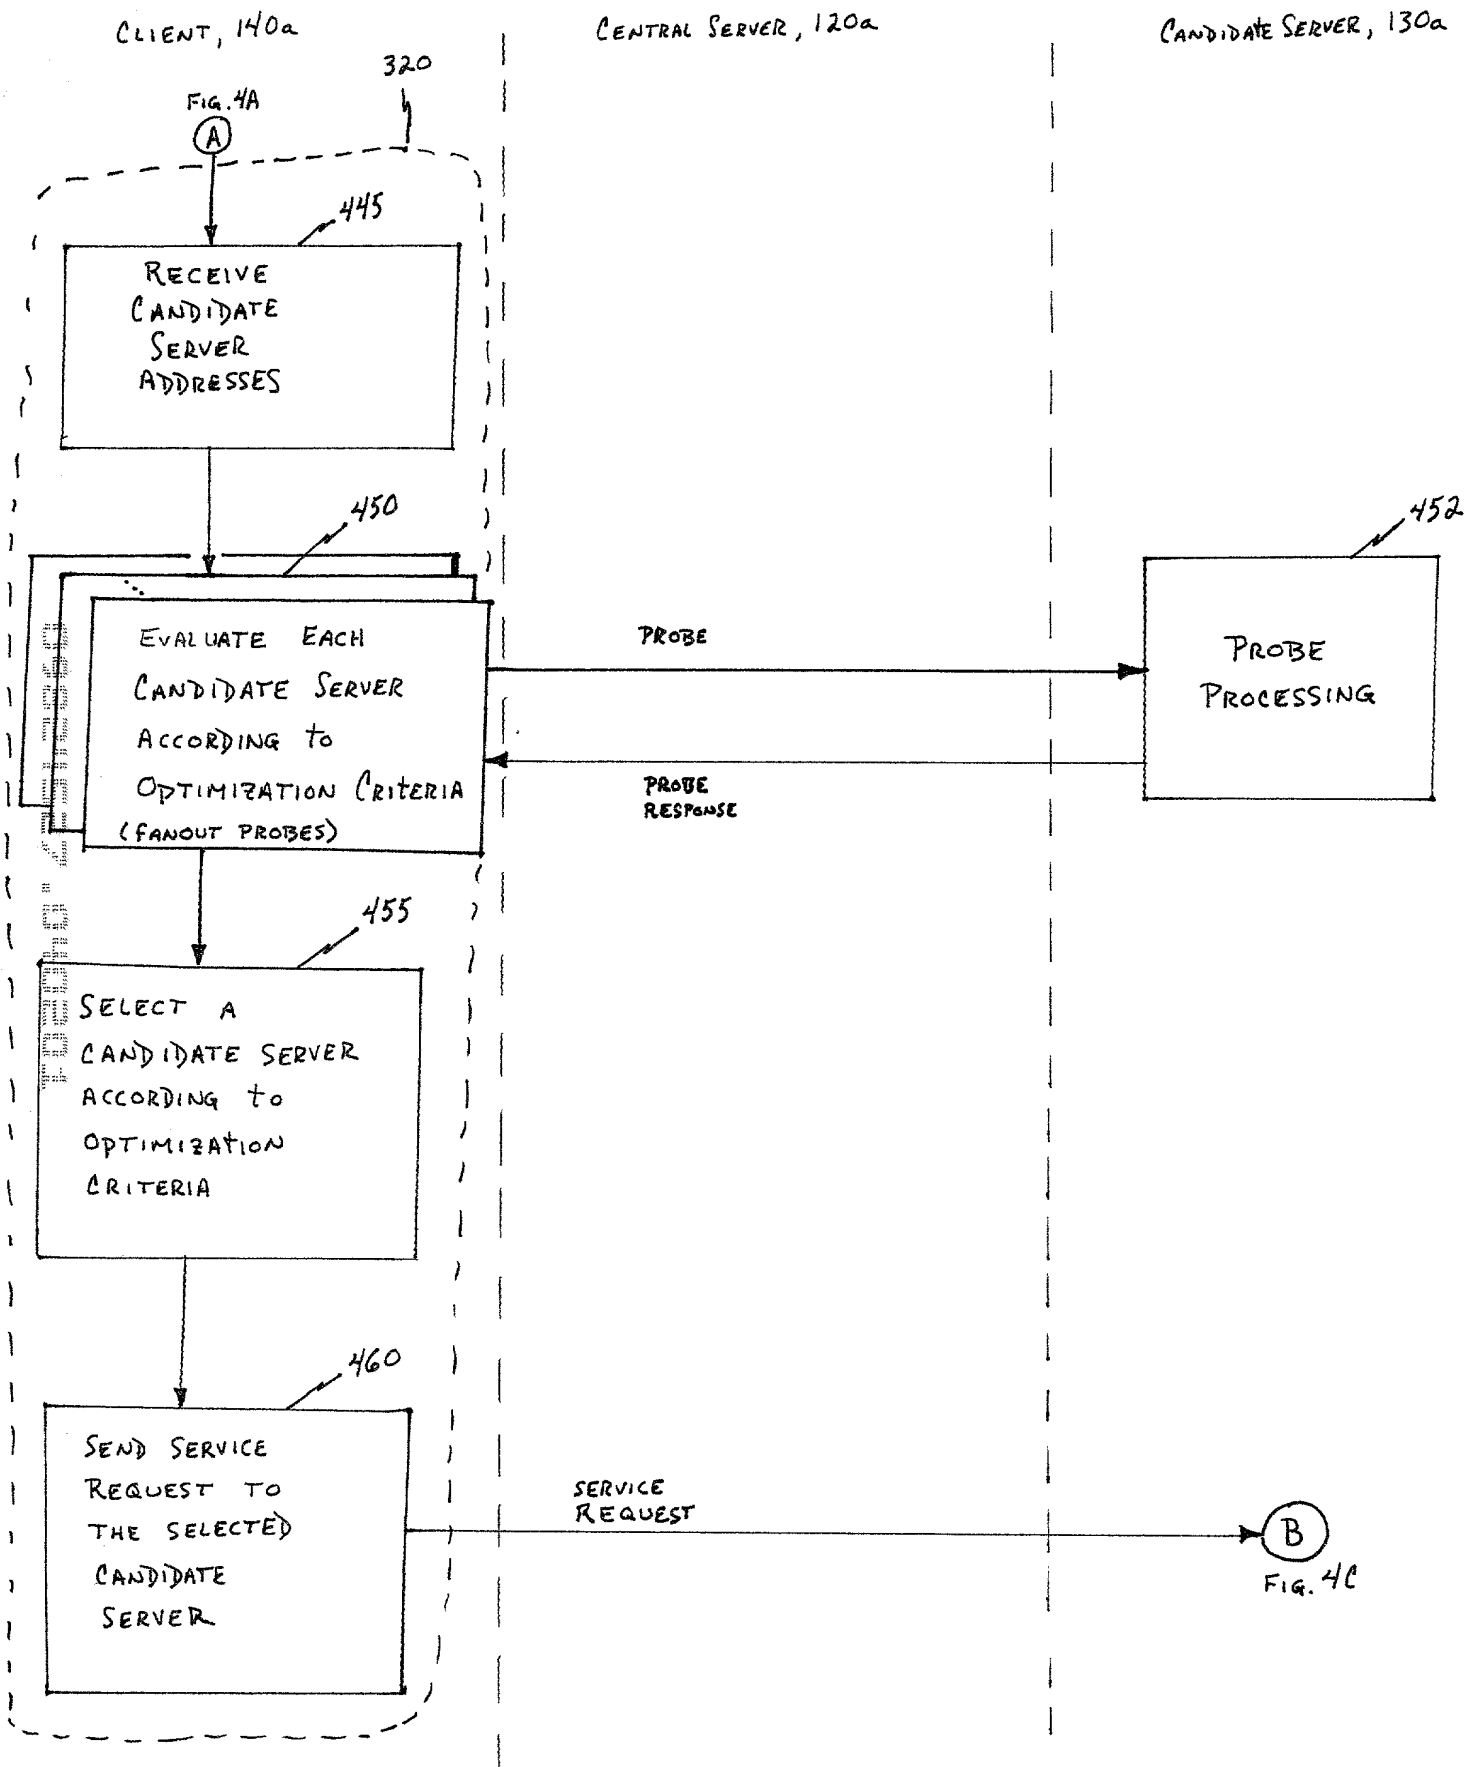 CLIENT, 140a
CENTRAL SERVER, 120a
CANDIDATE SERVER, 130a
320
FIG. 4A
A
445
RECEIVE
CANDIDATE
SERVER
ADDRESSES
450
452
EVALUATE EACH
CANDIDATE SERVER
ACCORDING to
OPTIMIZATION CRITERIA
(FANOUT PROBES)
PROBE
PROBE
RESPONSE
PROBE
PROCESSING
455
SELECT A
CANDIDATE SERVER
ACCORDING to
OPTIMIZATION
CRITERIA
460
SEND SERVICE
REQUEST TO
THE SELECTED
CANDIDATE
SERVER
SERVICE
REQUEST
B
FIG. 4C